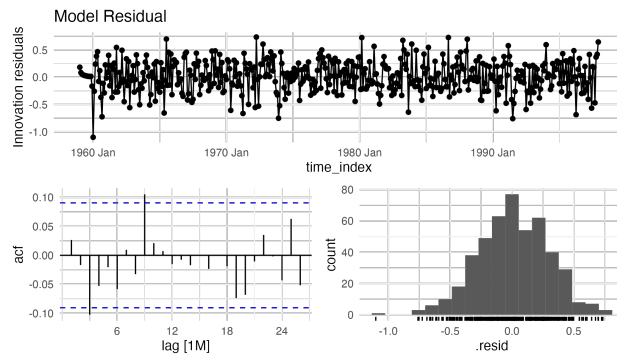 Model Residual
Innovation residuals
0.5
0.0
-0.5
-1.0
1960 Jan 1970 Jan 1980 Jan 1990 Jan
time_index
acf
0.10
0.05
0.00
-0.05
-0.10
6 12 18 24
lag [1M]
count
80
60
40
20
0
-1.0 -0.5 0.0 0.5
.resid